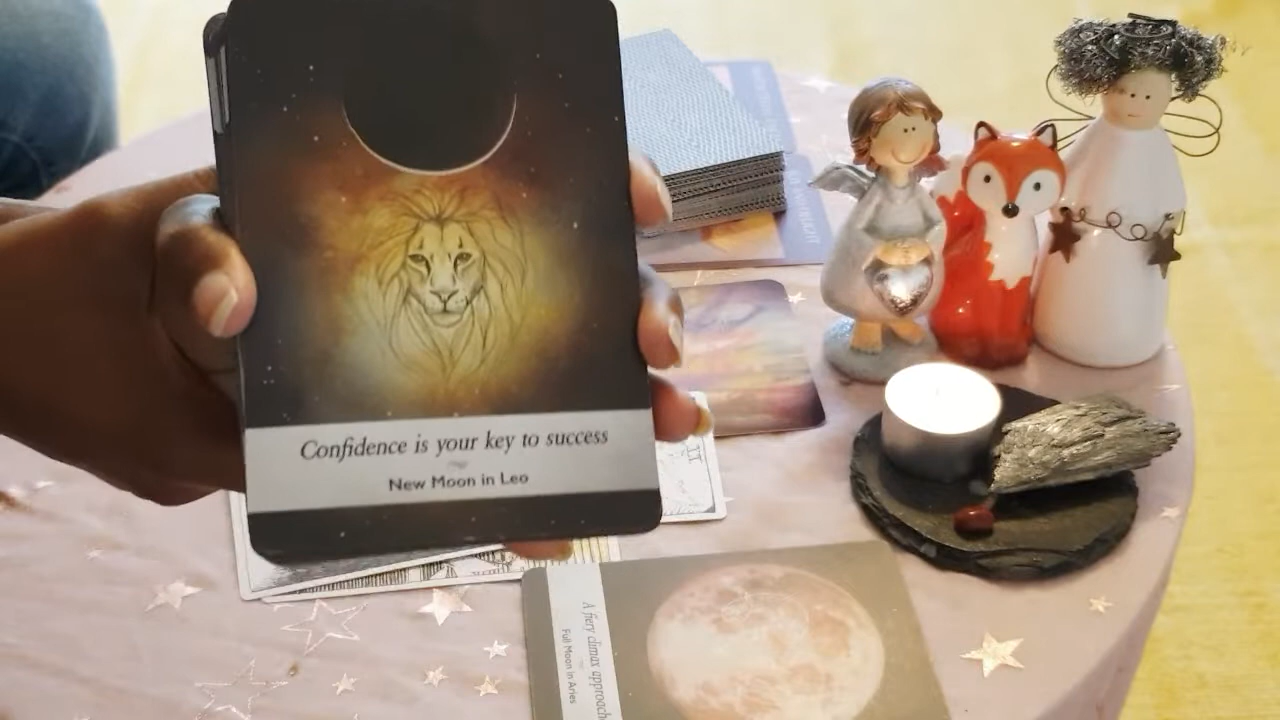 Confidence is your key to success
New Moon in Leo
A fiery climax approach
Full Moon in Aries